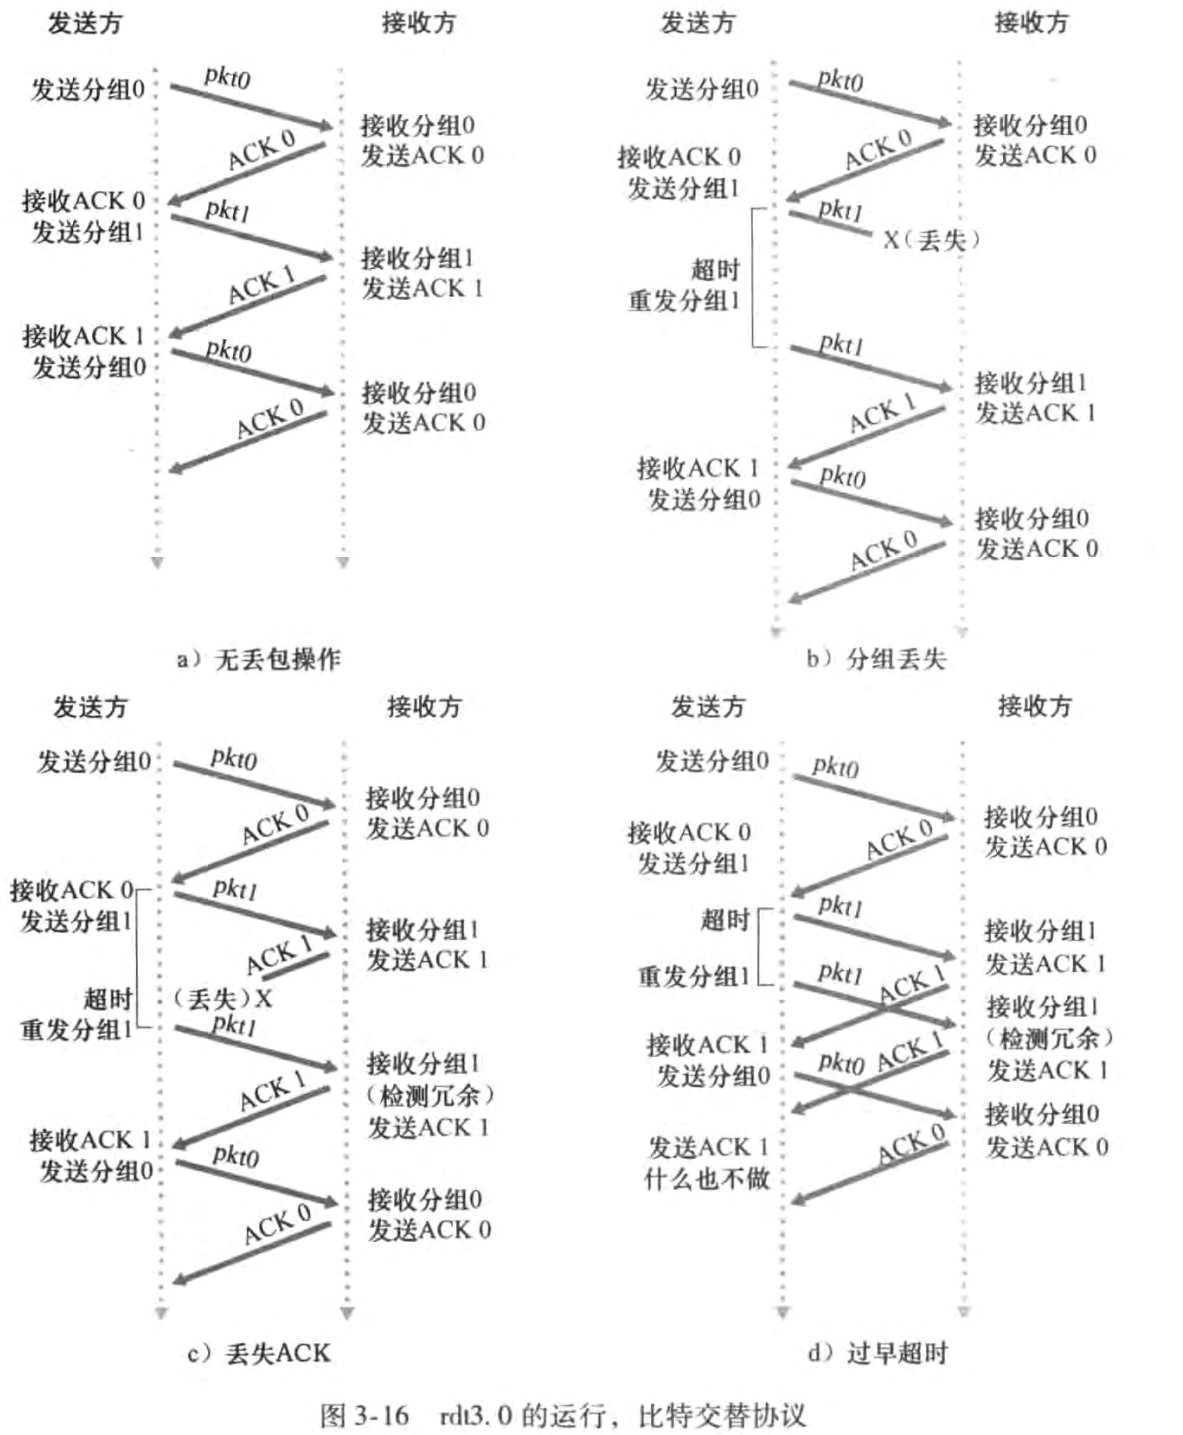 发送方 接收方
发送分组0
pkt0
接收分组0
发送ACK 0
ACK 0
接收ACK 0
发送分组1
pkt1
接收分组1
发送ACK 1
ACK 1
接收ACK 1
发送分组0
pkt0
接收分组0
发送ACK 0
ACK 0
a）无丢包操作
发送方 接收方
发送分组0
pkt0
接收分组0
发送ACK 0
ACK 0
接收ACK 0
发送分组1
pkt1
X（丢失）
超时
重发分组1
pkt1
接收分组1
发送ACK 1
ACK 1
接收ACK 1
发送分组0
pkt0
接收分组0
发送ACK 0
ACK 0
b）分组丢失
发送方 接收方
发送分组0
pkt0
接收分组0
发送ACK 0
ACK 0
接收ACK 0
发送分组1
pkt1
接收分组1
发送ACK 1
ACK 1
（丢失）X
超时
重发分组1
pkt1
接收分组1
（检测冗余）
发送ACK 1
ACK 1
接收ACK 1
发送分组0
pkt0
接收分组0
发送ACK 0
ACK 0
c）丢失ACK
发送方 接收方
发送分组0
pkt0
接收分组0
发送ACK 0
ACK 0
接收ACK 0
发送分组1
pkt1
超时
重发分组1
接收分组1
发送ACK 1
pkt1
ACK 1
接收分组1
（检测冗余）
发送ACK 1
接收ACK 1
发送分组0
pkt0
ACK 1
接收分组0
发送ACK 0
ACK 0
发送ACK 1
什么也不做
d）过早超时
图 3-16 rdt3. 0 的运行，比特交替协议